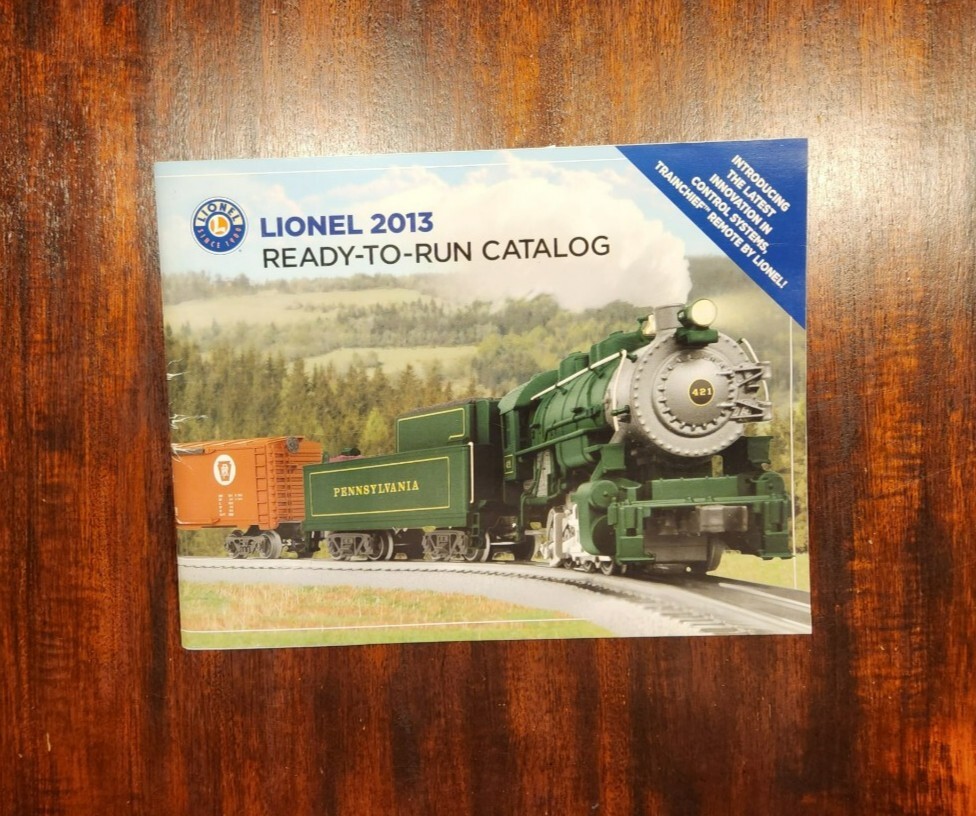 LIONEL
L
SINCE 1900
LIONEL 2013
READY-TO-RUN CATALOG
INTRODUCING
THE LATEST
INNOVATION IN
CONTROL SYSTEMS,
TRAINCHIEF™ REMOTE BY LIONEL!
421
PENNSYLVANIA